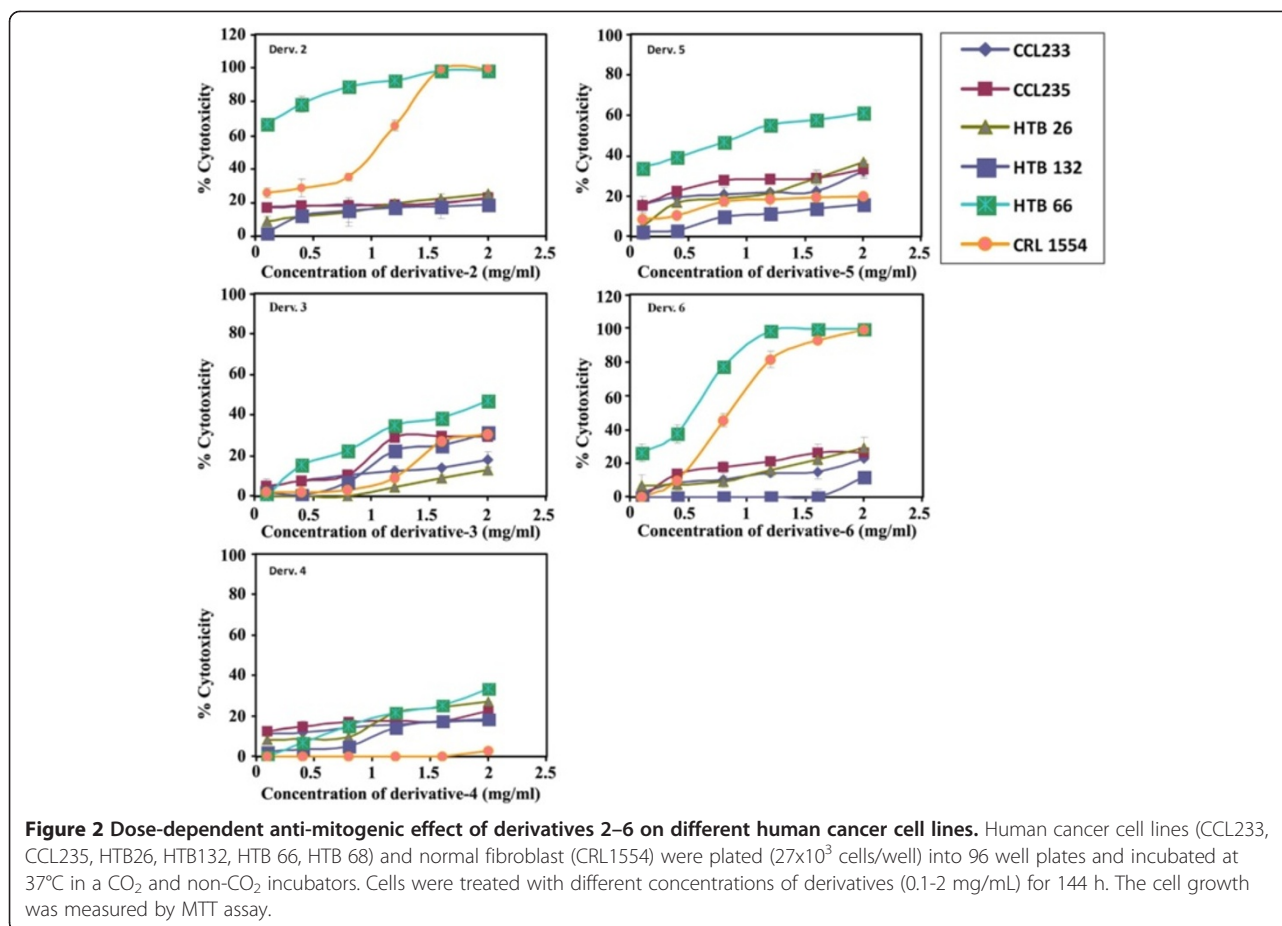 Derv. 2
120
100
80
60
40
20
0
% Cytotoxicity
0 0.5 1 1.5 2 2.5
Concentration of derivative-2 (mg/ml)
Derv. 5
100
80
60
40
20
0
% Cytotoxicity
0 0.5 1 1.5 2 2.5
Concentration of derivative-5 (mg/ml)
CCL233
CCL235
HTB 26
HTB 132
HTB 66
CRL 1554
Derv. 3
100
80
60
40
20
0
% Cytotoxicity
0 0.5 1 1.5 2 2.5
Concentration of derivative-3 (mg/ml)
Derv. 6
120
100
80
60
40
20
0
% Cytotoxicity
0 0.5 1 1.5 2 2.5
Concentration of derivative-6 (mg/ml)
Derv. 4
100
80
60
40
20
0
% Cytotoxicity
0 0.5 1 1.5 2 2.5
Concentration of derivative-4 (mg/ml)
Figure 2 Dose-dependent anti-mitogenic effect of derivatives 2–6 on different human cancer cell lines. Human cancer cell lines (CCL233,
CCL235, HTB26, HTB132, HTB 66, HTB 68) and normal fibroblast (CRL1554) were plated (27x10³ cells/well) into 96 well plates and incubated at
37°C in a CO₂ and non-CO₂ incubators. Cells were treated with different concentrations of derivatives (0.1-2 mg/mL) for 144 h. The cell growth
was measured by MTT assay.